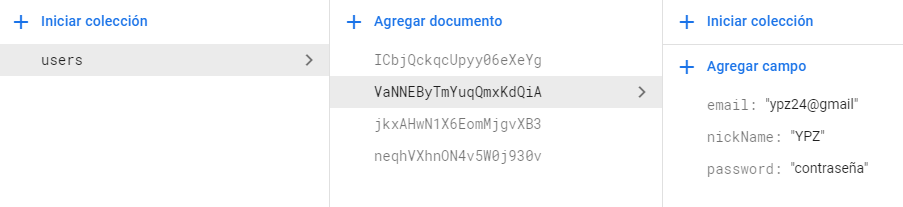 Iniciar colección
users
Agregar documento
ICbjQckqcUpyy06eXeYg
VaNNEByTmYuqQmxKdQiA
jkxAHwN1X6EomMjgvXB3
neqhVXhnON4v5W0j930v
Iniciar colección
Agregar campo
email: "ypz24@gmail"
nickName: "YPZ"
password: "contraseña"